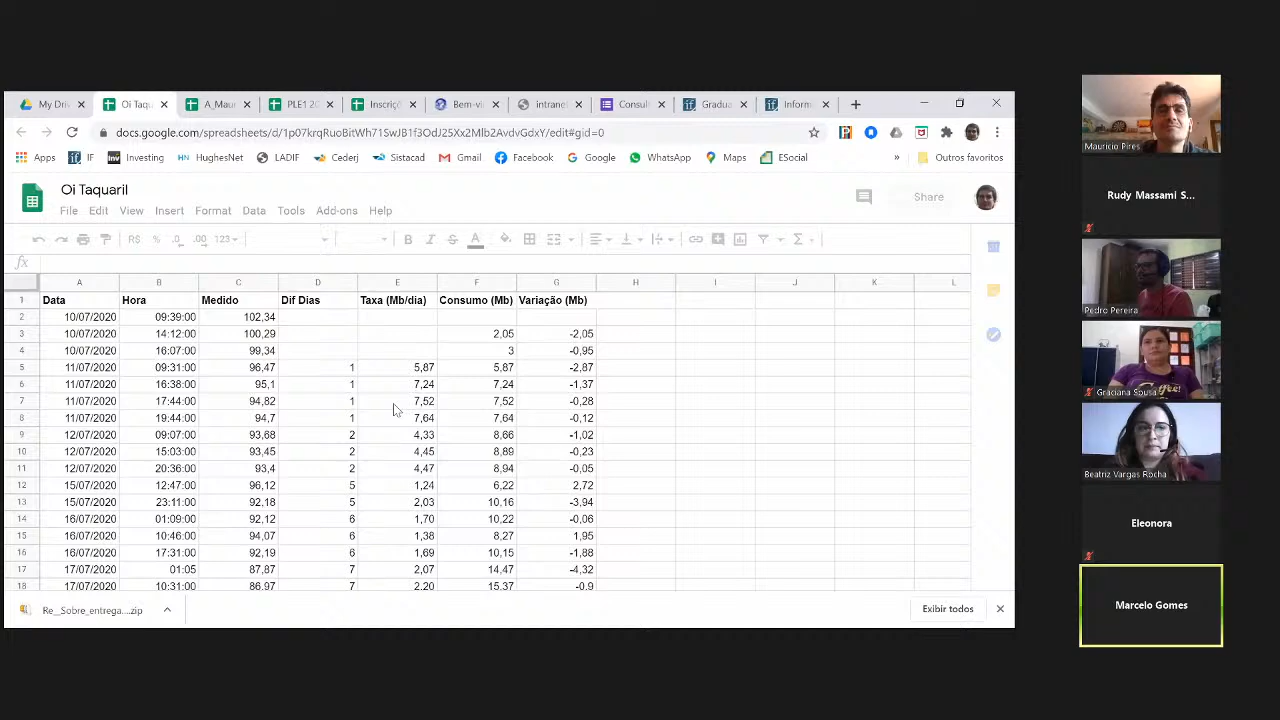 My Driv
Oi Taqu
A_Maur
PLE1 20
Inscriçõ
Bem-vi
intrane
Consult
Gradua
Inform
docs.google.com/spreadsheets/d/
Apps
IF
Investing
HughesNet
LADIF
Cederj
Sistacad
Gmail
Facebook
Google
WhatsApp
Maps
ESocial
»
Outros favoritos
Oi Taquaril
File Edit View Insert Format Data Tools Add-ons Help
Share
R$ % .0 .00 123
B I S A
fx
A B C D E F G H I J K L
1 Data Hora Medido Dif Dias Taxa (Mb/dia) Consumo (Mb) Variação (Mb)
2 10/07/2020 09:39:00 102,34
3 10/07/2020 14:12:00 100,29 2,05 -2,05
4 10/07/2020 16:07:00 99,34 3 -0,95
5 11/07/2020 09:31:00 96,47 1 5,87 5,87 -2,87
6 11/07/2020 16:38:00 95,1 1 7,24 7,24 -1,37
7 11/07/2020 17:44:00 94,82 1 7,52 7,52 -0,28
8 11/07/2020 19:44:00 94,7 1 7,64 7,64 -0,12
9 12/07/2020 09:07:00 93,68 2 4,33 8,66 -1,02
10 12/07/2020 15:03:00 93,45 2 4,45 8,89 -0,23
11 12/07/2020 20:36:00 93,4 2 4,47 8,94 -0,05
12 15/07/2020 12:47:00 96,12 5 6,22 2,72
13 15/07/2020 23:11:00 92,18 5 2,03 10,16 -3,94
14 16/07/2020 01:09:00 92,12 6 1,70 10,22 -0,06
15 16/07/2020 10:46:00 94,07 6 1,38 8,27 1,95
16 16/07/2020 17:31:00 92,19 6 1,69 10,15 -1,88
17 17/07/2020 01:05 87,87 7 2,07 14,47 -4,32
18 17/07/2020 10:31:00 86,97 7 2,20 15,37 -0,9
Re_Sobre_entrega....zip
Exibir todos
Mauricio Pires
Rudy Massami S...
Pedro Pereira
Graciana Sousa
Beatriz Vargas Rocha
Eleonora
Marcelo Gomes